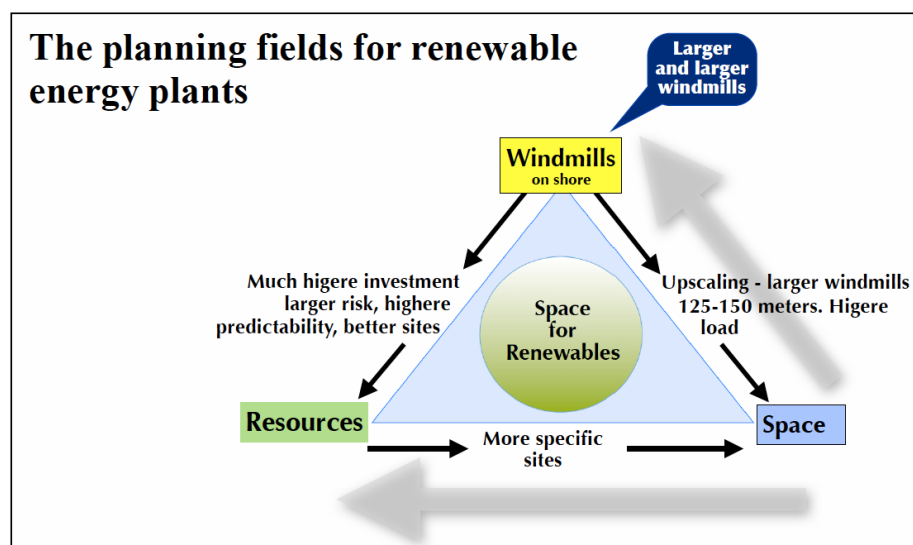 The planning fields for renewable
energy plants
Larger
and larger
windmills
Windmills
on shore
Much higere investment
larger risk, highere
predictability, better sites
Upscaling - larger windmills
125-150 meters. Higere
load
Space
for
Renewables
Resources
More specific
sites
Space